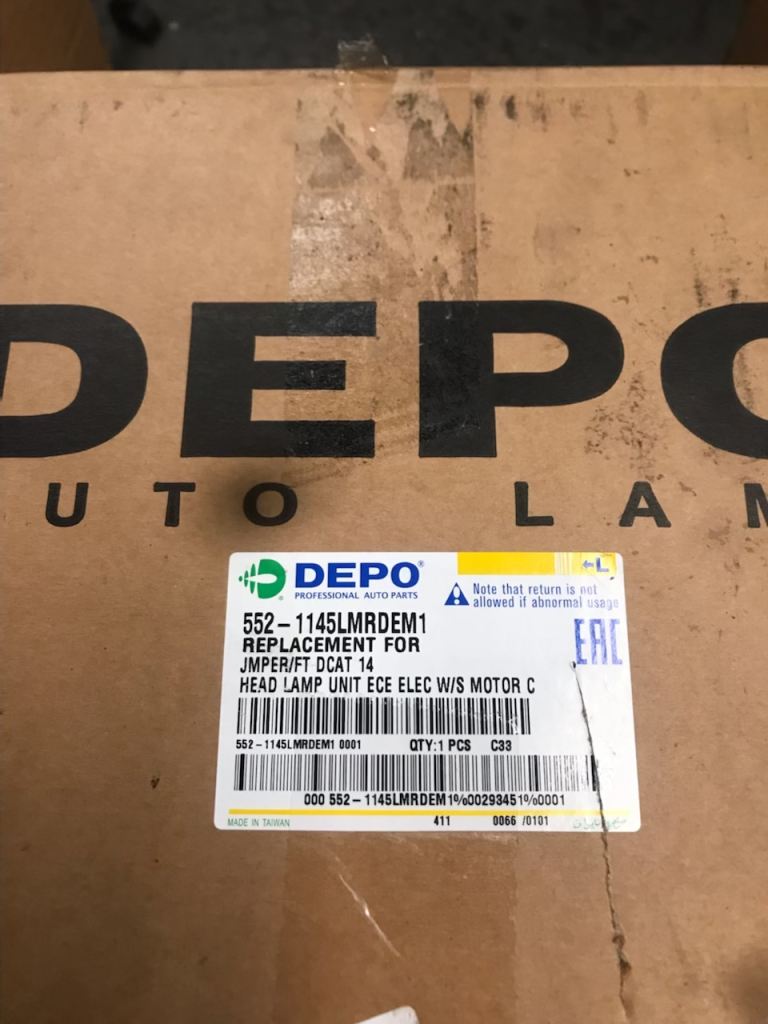 DEPO
UTO LAM
DEPO®
PROFESSIONAL AUTO PARTS
←L
Note that return is not
allowed if abnormal usage
552-1145LMRDEM1
REPLACEMENT FOR
JMPER/FT DCAT 14
HEAD LAMP UNIT ECE ELEC W/S MOTOR C
EAC
552-1145LMRDEM1 0001 QTY:1 PCS C33
000 552-1145LMRDEM1%00293451%0001
MADE IN TAIWAN 411 0066 /0101